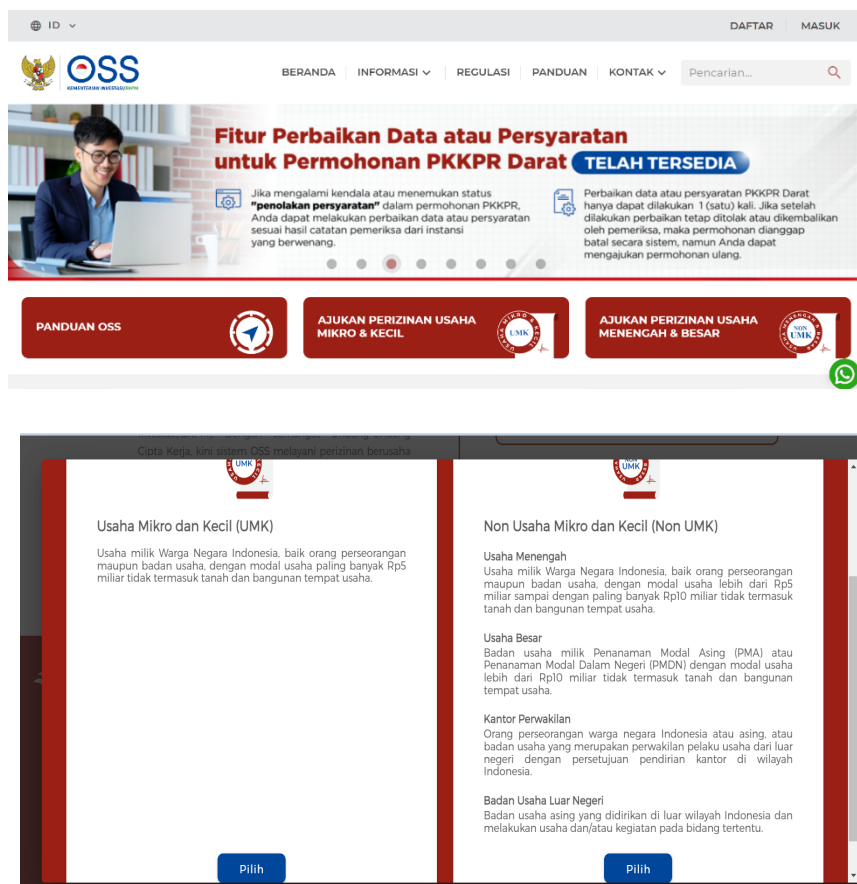 ID
DAFTAR MASUK
OSS
KEMENTERIAN INVESTASI/BKPM
BERANDA INFORMASI REGULASI PANDUAN KONTAK Pencarian...
Fitur Perbaikan Data atau Persyaratan
untuk Permohonan PKKPR Darat TELAH TERSEDIA
Jika mengalami kendala atau menemukan status
"penolakan persyaratan" dalam permohonan PKKPR,
Anda dapat melakukan perbaikan data atau persyaratan
sesuai hasil catatan pemeriksa dari instansi
yang berwenang.
Perbaikan data atau persyaratan PKKPR Darat
hanya dapat dilakukan 1 (satu) kali. Jika setelah
dilakukan perbaikan tetap ditolak atau dikembalikan
oleh pemeriksa, maka permohonan dianggap
batal secara sistem, namun Anda dapat
mengajukan permohonan ulang.
PANDUAN OSS
AJUKAN PERIZINAN USAHA
MIKRO & KECIL
USAHA MIKRO & KECIL
UMK
AJUKAN PERIZINAN USAHA
MENENGAH & BESAR
USAHA MENENGAH & BESAR
NON
UMK
Cipta Kerja, kini sistem OSS melayani perizinan berusaha
UMK
Usaha Mikro dan Kecil (UMK)
Usaha milik Warga Negara Indonesia, baik orang perseorangan
maupun badan usaha, dengan modal usaha paling banyak Rp5
miliar tidak termasuk tanah dan bangunan tempat usaha.
Pilih
UMK
Non Usaha Mikro dan Kecil (Non UMK)
Usaha Menengah
Usaha milik Warga Negara Indonesia, baik orang perseorangan
maupun badan usaha, dengan modal usaha lebih dari Rp5
miliar sampai dengan paling banyak Rp10 miliar tidak termasuk
tanah dan bangunan tempat usaha.
Usaha Besar
Badan usaha milik Penanaman Modal Asing (PMA) atau
Penanaman Modal Dalam Negeri (PMDN) dengan modal usaha
lebih dari Rp10 miliar tidak termasuk tanah dan bangunan
tempat usaha.
Kantor Perwakilan
Orang perseorangan warga negara Indonesia atau asing, atau
badan usaha yang merupakan perwakilan pelaku usaha dari luar
negeri dengan persetujuan pendirian kantor di wilayah
Indonesia.
Badan Usaha Luar Negeri
Badan usaha asing yang didirikan di luar wilayah Indonesia dan
melakukan usaha dan/atau kegiatan pada bidang tertentu.
Pilih